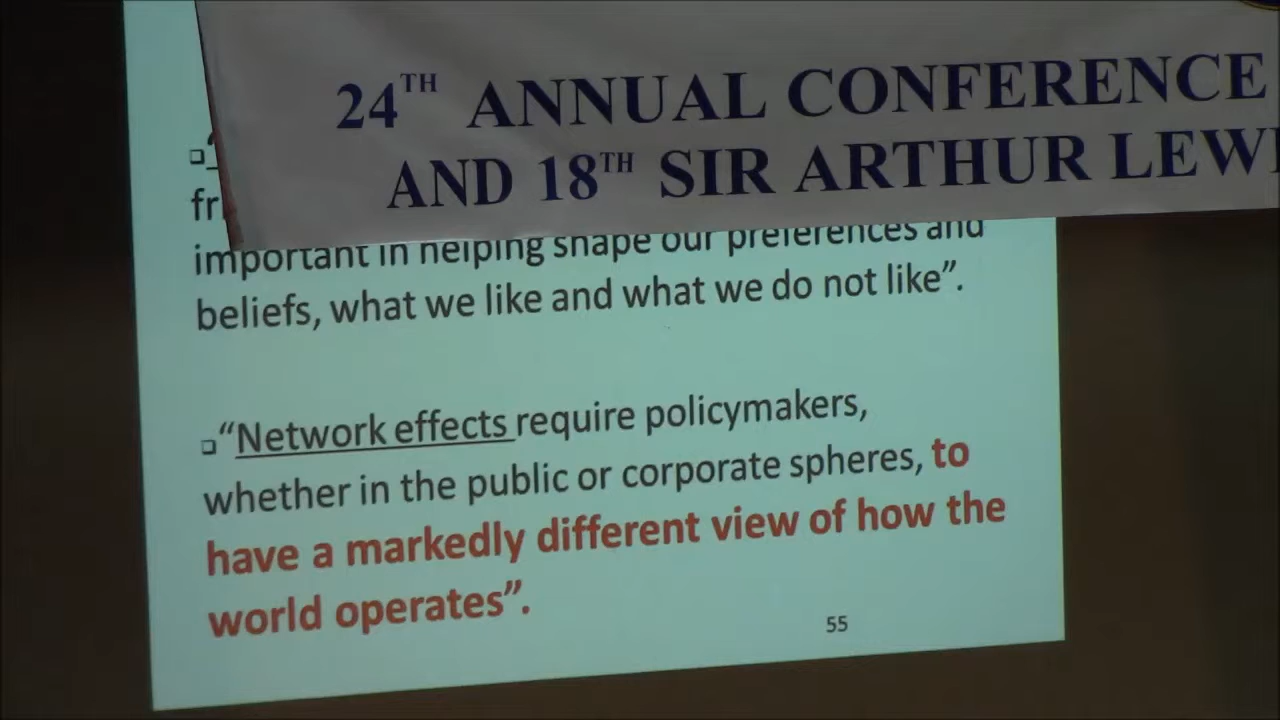 24TH ANNUAL CONFERENCE
AND 18TH SIR ARTHUR
important in helping shape our preferences and
beliefs, what we like and what we do not like”.
“Network effects require policymakers,
whether in the public or corporate spheres, to
have a markedly different view of how the
world operates”.
55